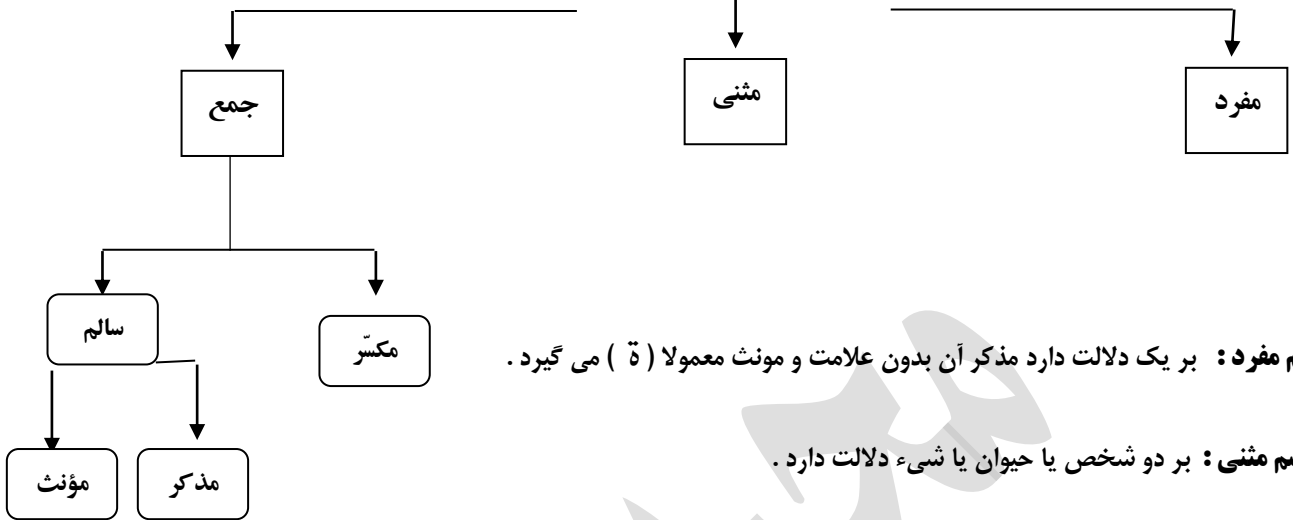 مفرد
مثنی
جمع
سالم
مکسّر
م مفرد : بر یک دلالت دارد مذکر آن بدون علامت و مونث معمولا ( ة ) می گیرد .
مذکر
مؤنث
سم مثنی : بر دو شخص یا حیوان یا شیء دلالت دارد .